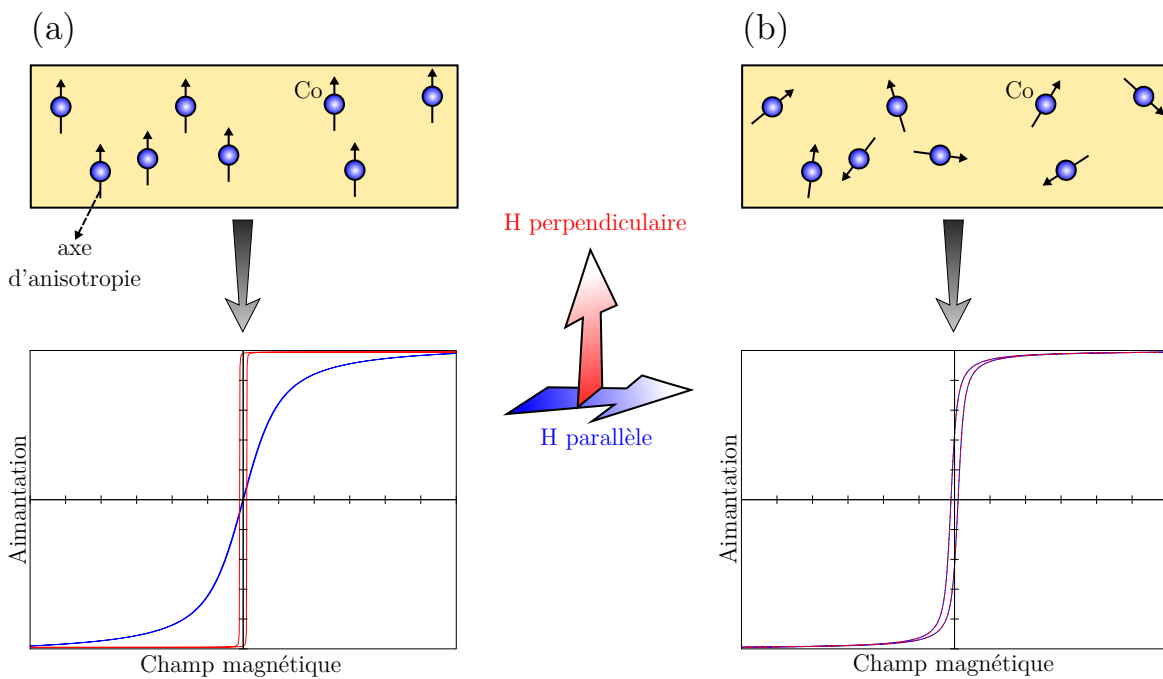 (a)
(b)
Co
Co
axe
d'anisotropie
H perpendiculaire
H parallèle
Aimantation
Champ magnétique
Aimantation
Champ magnétique